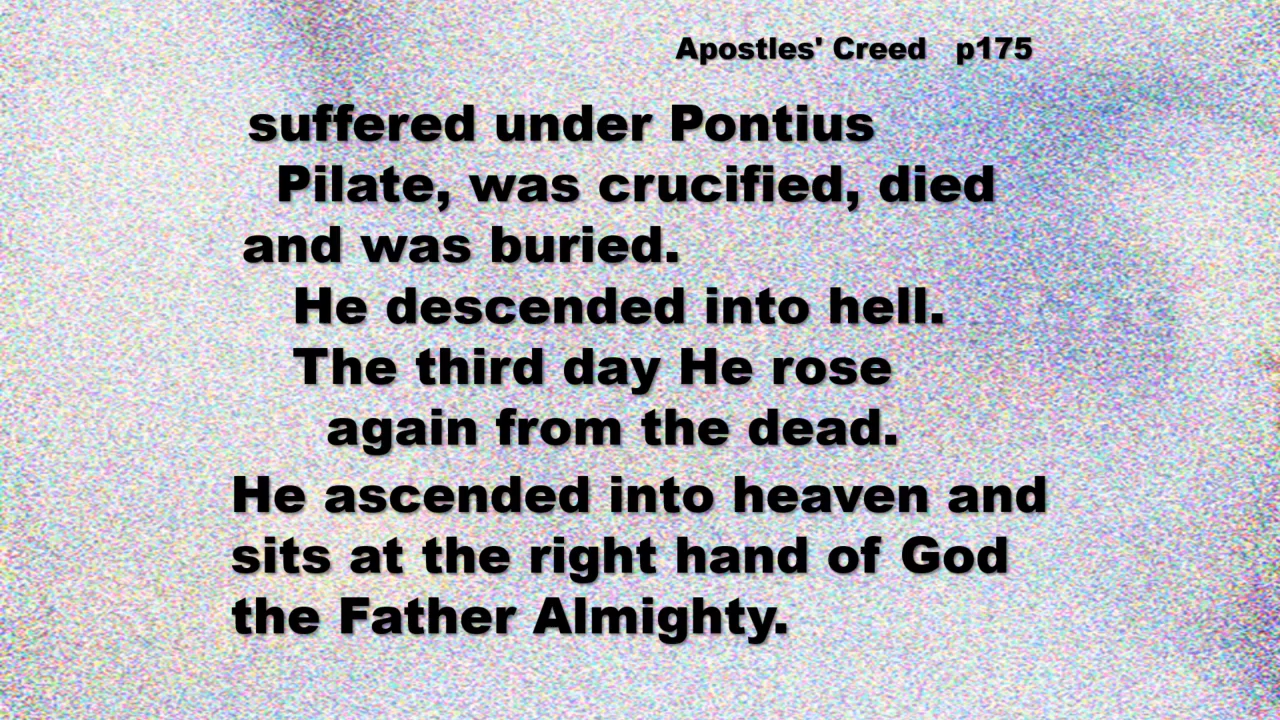 Apostles' Creed p175
suffered under Pontius
Pilate, was crucified, died
and was buried.
He descended into hell.
The third day He rose
again from the dead.
He ascended into heaven and
sits at the right hand of God
the Father Almighty.